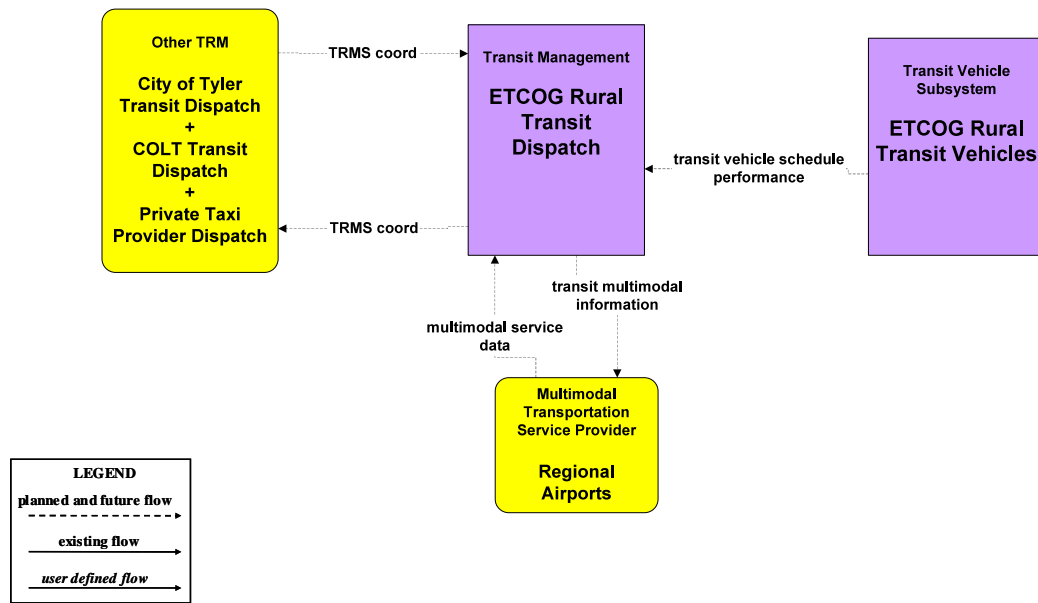 Other TRM
City of Tyler
Transit Dispatch
+
COLT Transit
Dispatch
+
Private Taxi
Provider Dispatch
TRMS coord
TRMS coord
Transit Management
ETCOG Rural
Transit
Dispatch
transit vehicle schedule
performance
Transit Vehicle
Subsystem
ETCOG Rural
Transit Vehicles
transit multimodal
information
multimodal service
data
Multimodal
Transportation
Service Provider
Regional
Airports
LEGEND
planned and future flow
existing flow
user defined flow